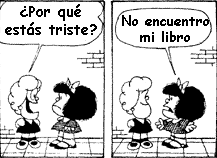 ¿Por qué
estás triste?
No encuentro
mi libro